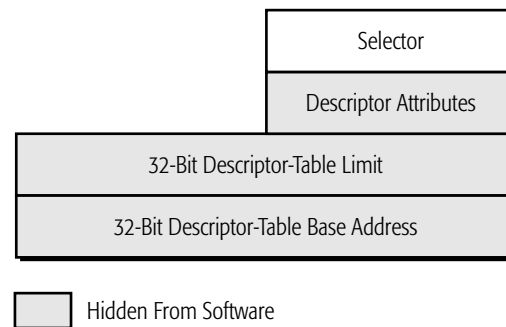 Selector
Descriptor Attributes
32-Bit Descriptor-Table Limit
32-Bit Descriptor-Table Base Address
Hidden From Software